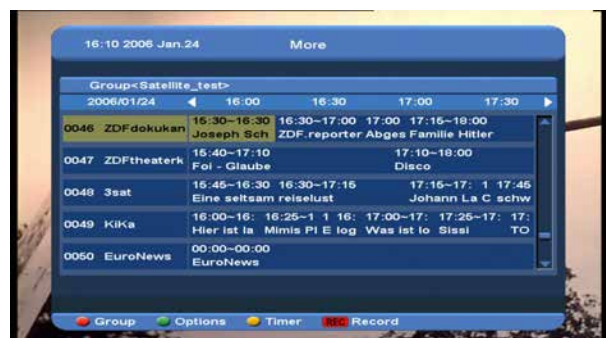 16:10 2006 Jan.24 More
Group<Satellite_test>
2006/01/24 16:00 16:30 17:00 17:30
0046 ZDFdokukan 15:30~16:30 16:30~17:00 17:00 17:15~18:00
Joseph Sch ZDF.reporter Abges Familie Hitler
0047 ZDFtheaterk 15:40~17:10 17:10~18:00
Foi - Glaube Disco
0048 3sat 15:45~16:30 16:30~17:15 17:15~17: 1 17:45
Eine seltsam reiselust Johann La C schw
0049 KiKa 16:00~16: 16:25~1 1 16: 17:00~17: 17:25~17: 17:
Hier ist la Mimis Pl E log Was ist lo Sissi TO
0050 EuroNews 00:00~00:00
EuroNews
Group Options Timer REC Record